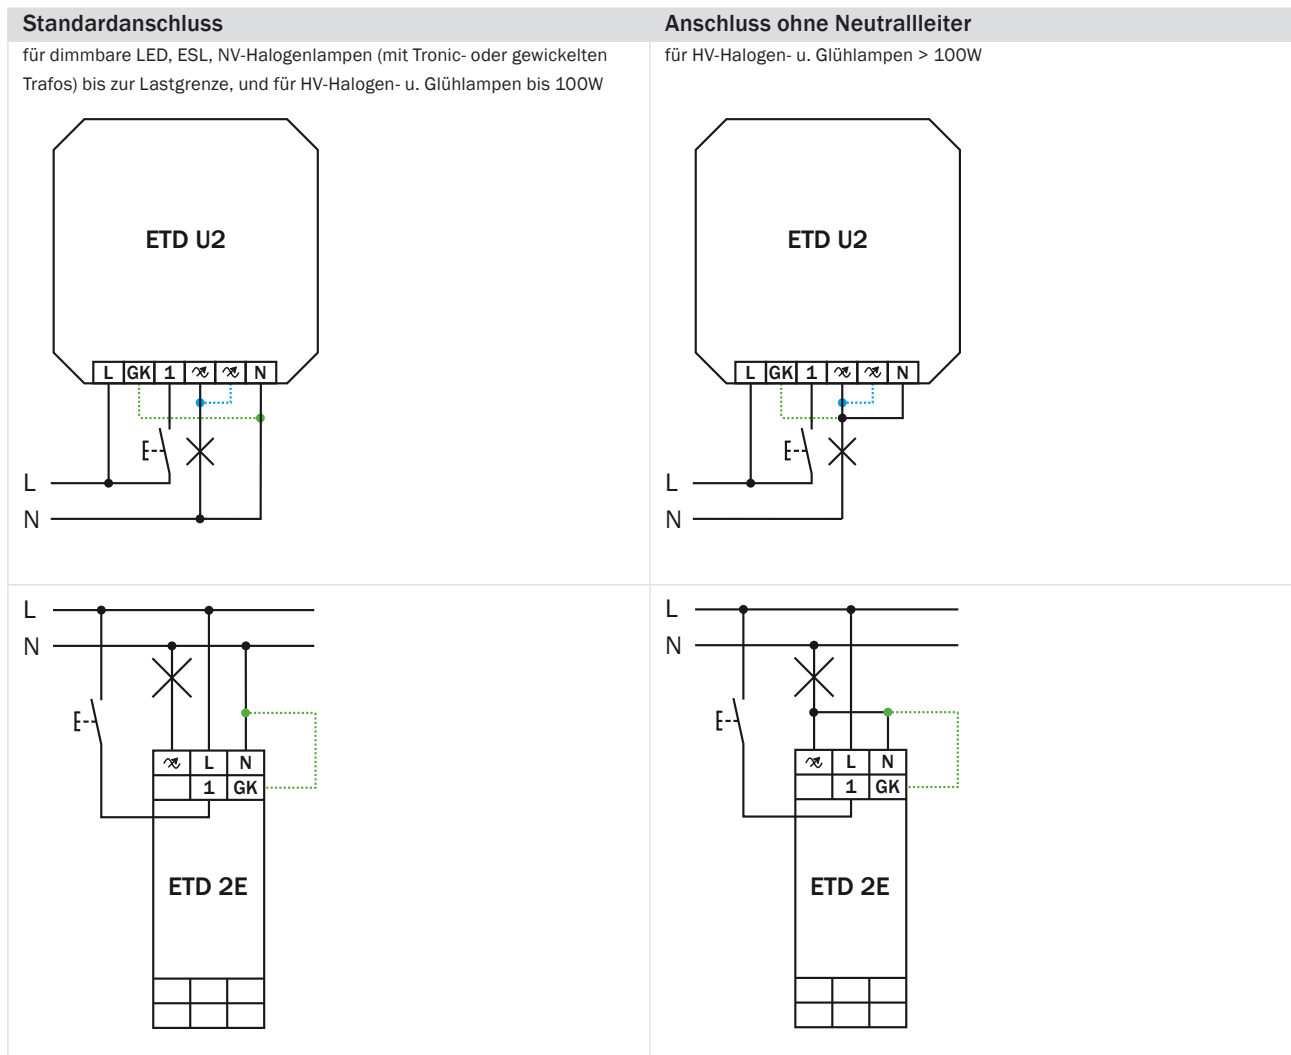 Standardanschluss
für dimmbare LED, ESL, NV-Halogenlampen (mit Tronic- oder gewickelten
Trafos) bis zur Lastgrenze, und für HV-Halogen- u. Glühlampen bis 100W
ETD U2
L GK 1 N
L
N
Anschluss ohne Neutrallleiter
für HV-Halogen- u. Glühlampen > 100W
ETD U2
L GK 1 N
L
N
L
N
L N
1 GK
ETD 2E
L
N
L N
1 GK
ETD 2E